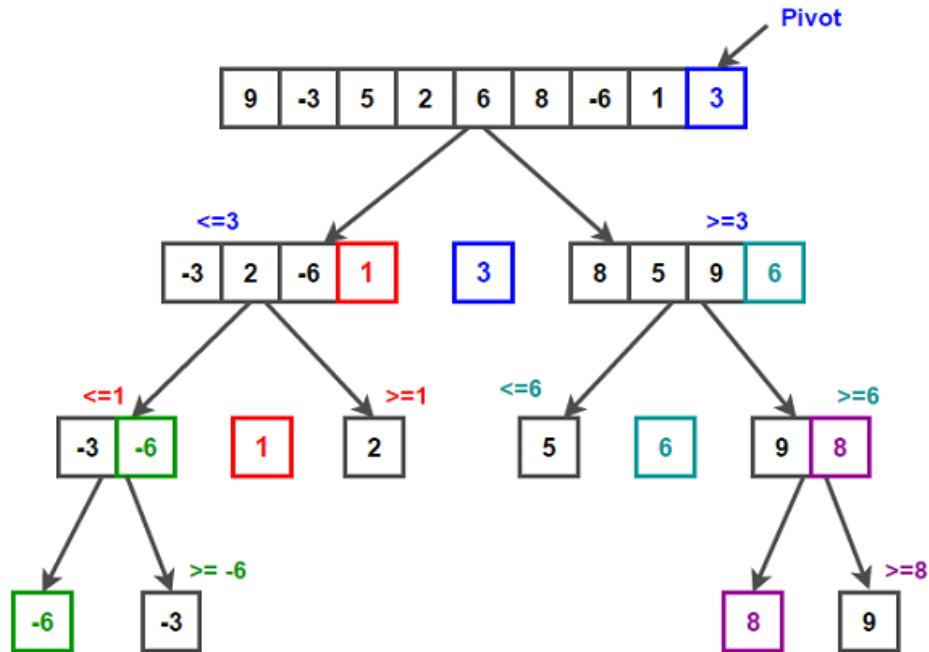 Pivot
9 -3 5 2 6 8 -6 1 3
<=3 >=3
-3 2 -6 1 3 8 5 9 6
<=1 >=1 <=6 >=6
-3 -6 1 2 5 6 9 8
>= -6 >=8
-6 -3 8 9